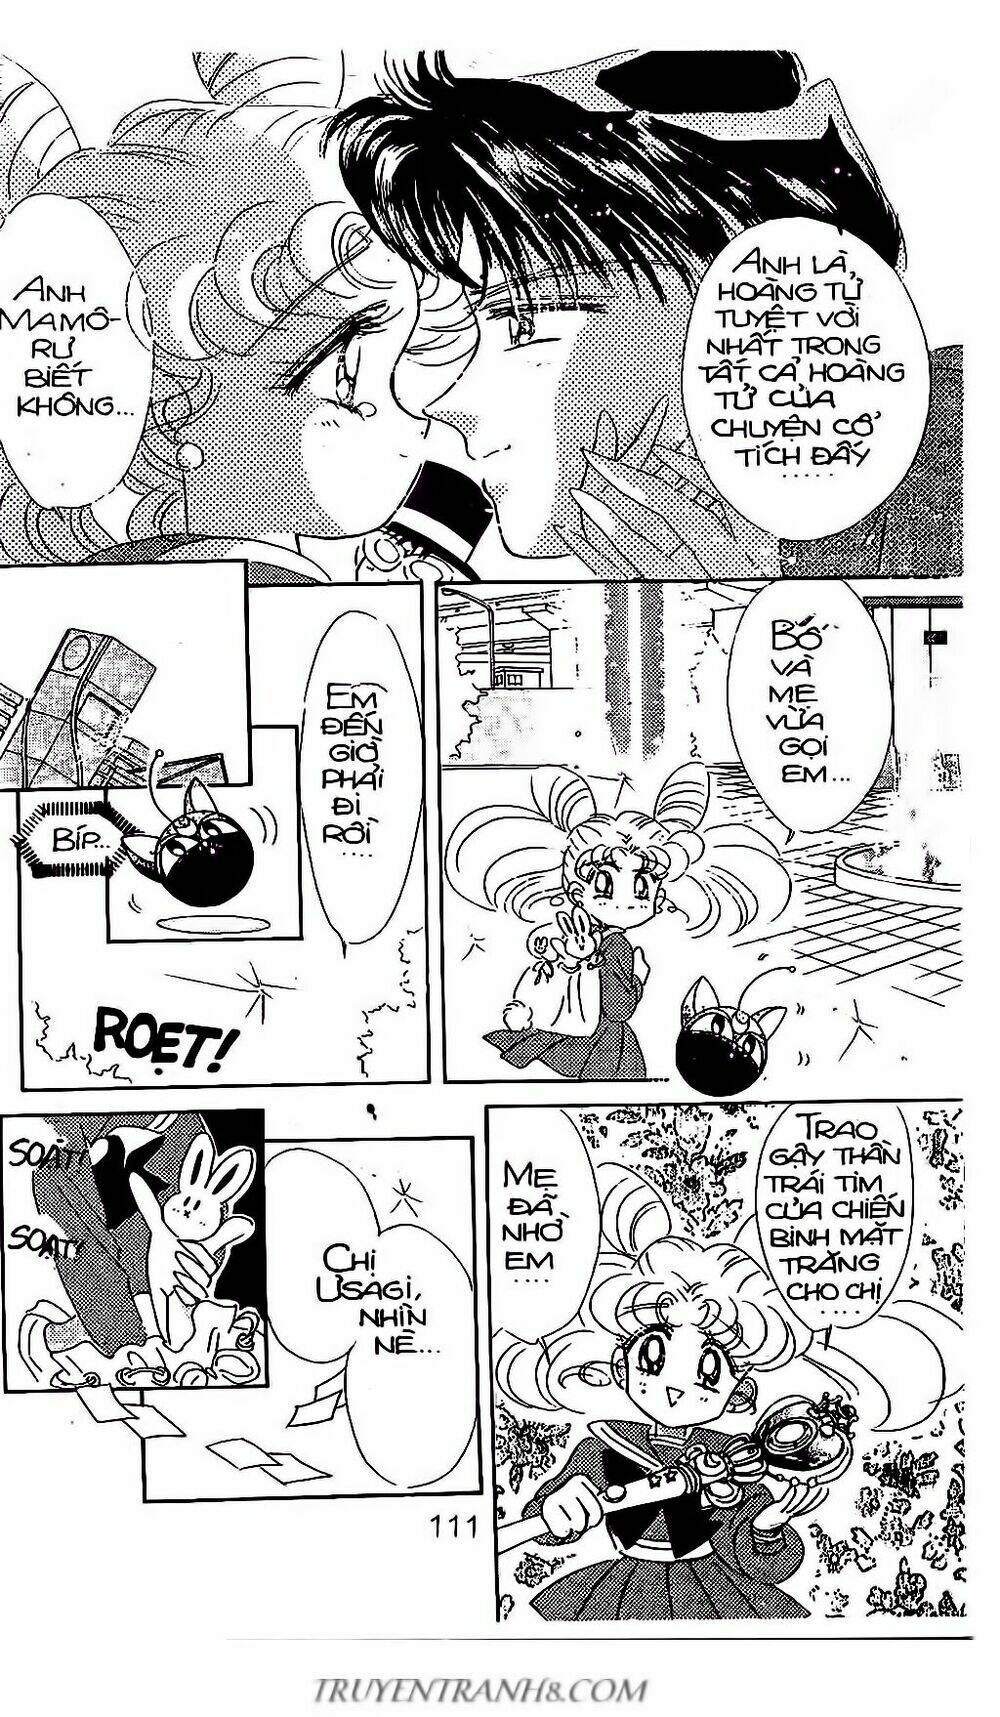 ANH
MAMÔ-
RƯ
BIẾT
KHÔNG...
ANH LÀ,
HOÀNG TỬ
TUYỆT VỜI
NHẤT TRONG
TẤT CẢ HOÀNG
TỬ CỦA
CHUYỆN CỔ
TÍCH ĐẤY
.....
BÍP...
EM
ĐẾN
GIỜ
PHẢI
ĐI
RỒI,
.....
ROẸT!
BỐ
VÀ
MẸ
VỪA
GỌI
EM...
SOẠT!
SOẠT!
CHỊ
USAGI,
NHÌN
NÈ...
MẸ
ĐÃ
NHỜ
EM
....
TRAO
GẬY THẦN
TRÁI TIM
CỦA CHIẾN
BINH MẶT
TRĂNG
CHO CHỊ
....
111
TRUYENTRANH8.COM